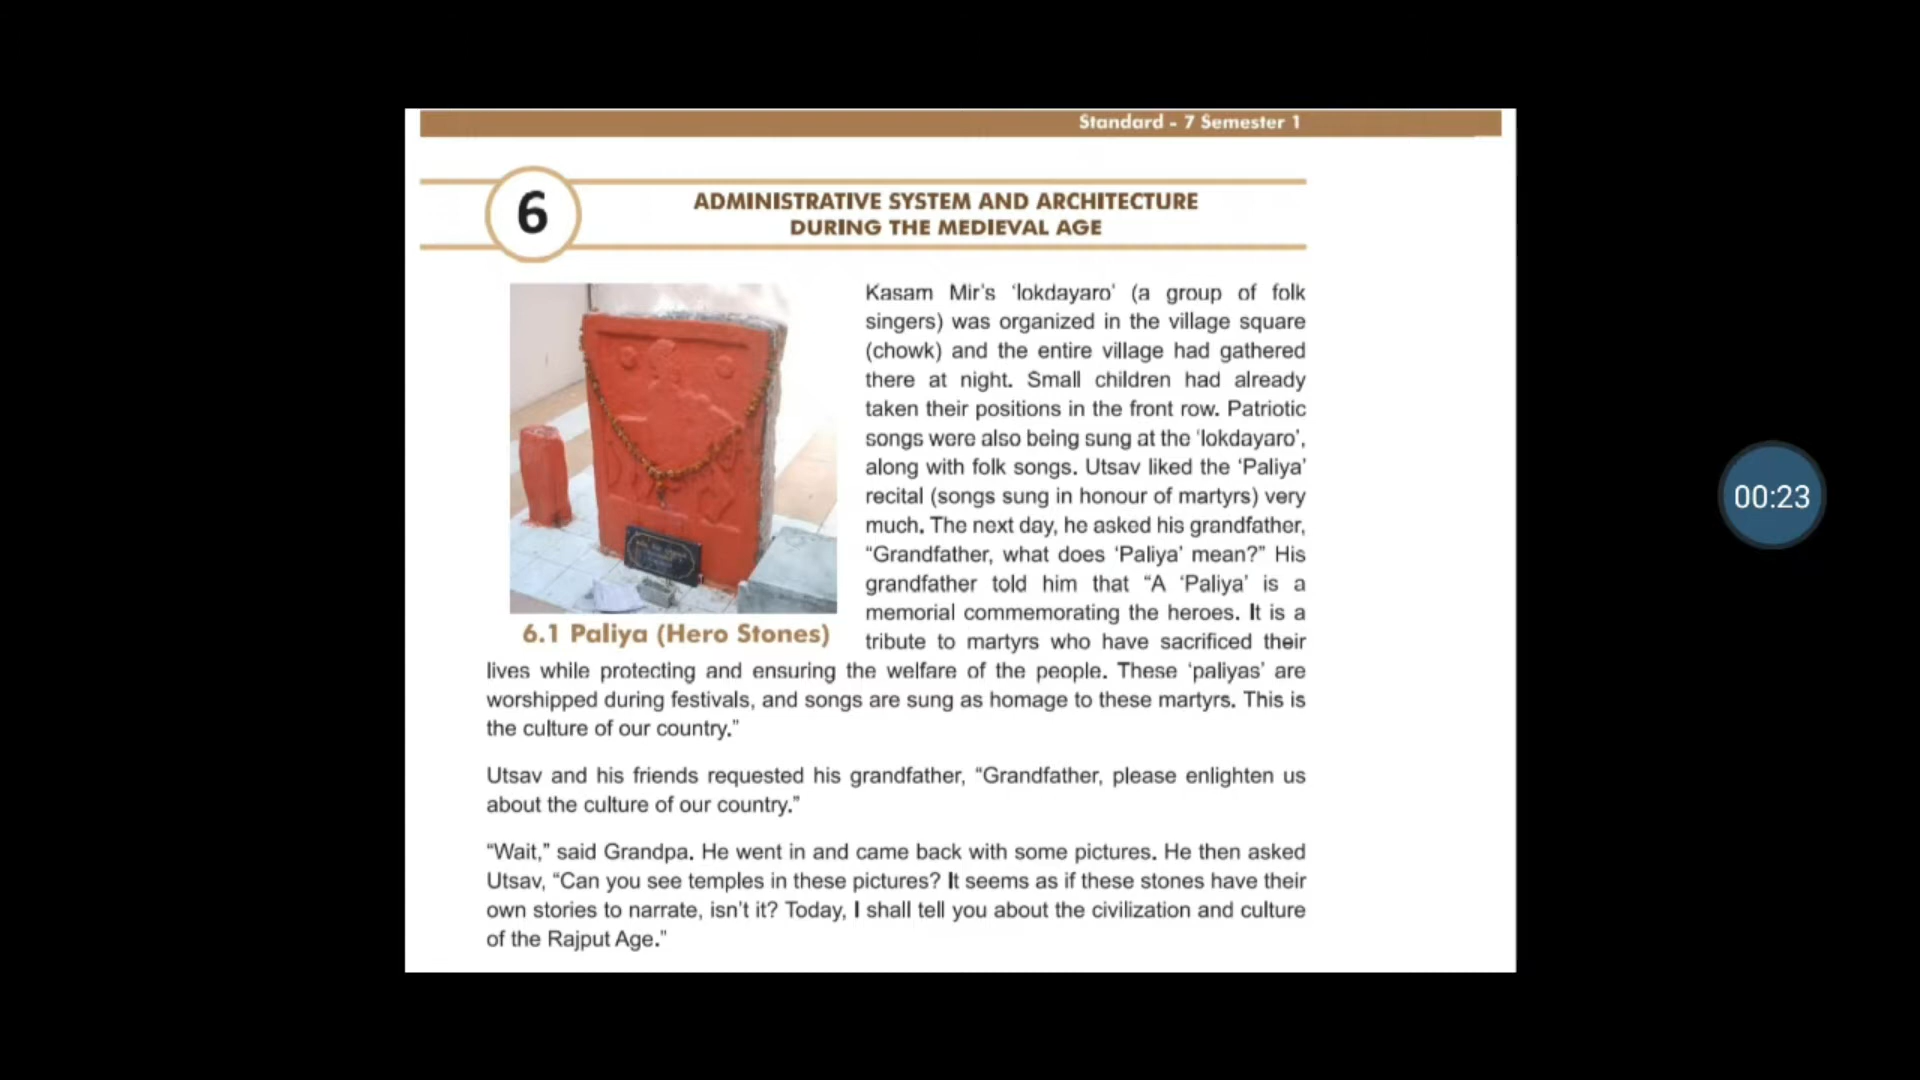 Standard - 7 Semester 1
6
ADMINISTRATIVE SYSTEM AND ARCHITECTURE
DURING THE MEDIEVAL AGE
Kasam Mir's 'lokdayaro' (a group of folk
singers) was organized in the village square
(chowk) and the entire village had gathered
there at night. Small children had already
taken their positions in the front row. Patriotic
songs were also being sung at the 'lokdayaro',
along with folk songs. Utsav liked the 'Paliya'
recital (songs sung in honour of martyrs) very
much. The next day, he asked his grandfather,
“Grandfather, what does 'Paliya' mean?” His
grandfather told him that “A 'Paliya' is a
memorial commemorating the heroes. It is a
tribute to martyrs who have sacrificed their
6.1 Paliya (Hero Stones)
lives while protecting and ensuring the welfare of the people. These 'paliyas' are
worshipped during festivals, and songs are sung as homage to these martyrs. This is
the culture of our country.”
Utsav and his friends requested his grandfather, “Grandfather, please enlighten us
about the culture of our country.”
“Wait,” said Grandpa. He went in and came back with some pictures. He then asked
Utsav, “Can you see temples in these pictures? It seems as if these stones have their
own stories to narrate, isn't it? Today, I shall tell you about the civilization and culture
of the Rajput Age.”
00:23